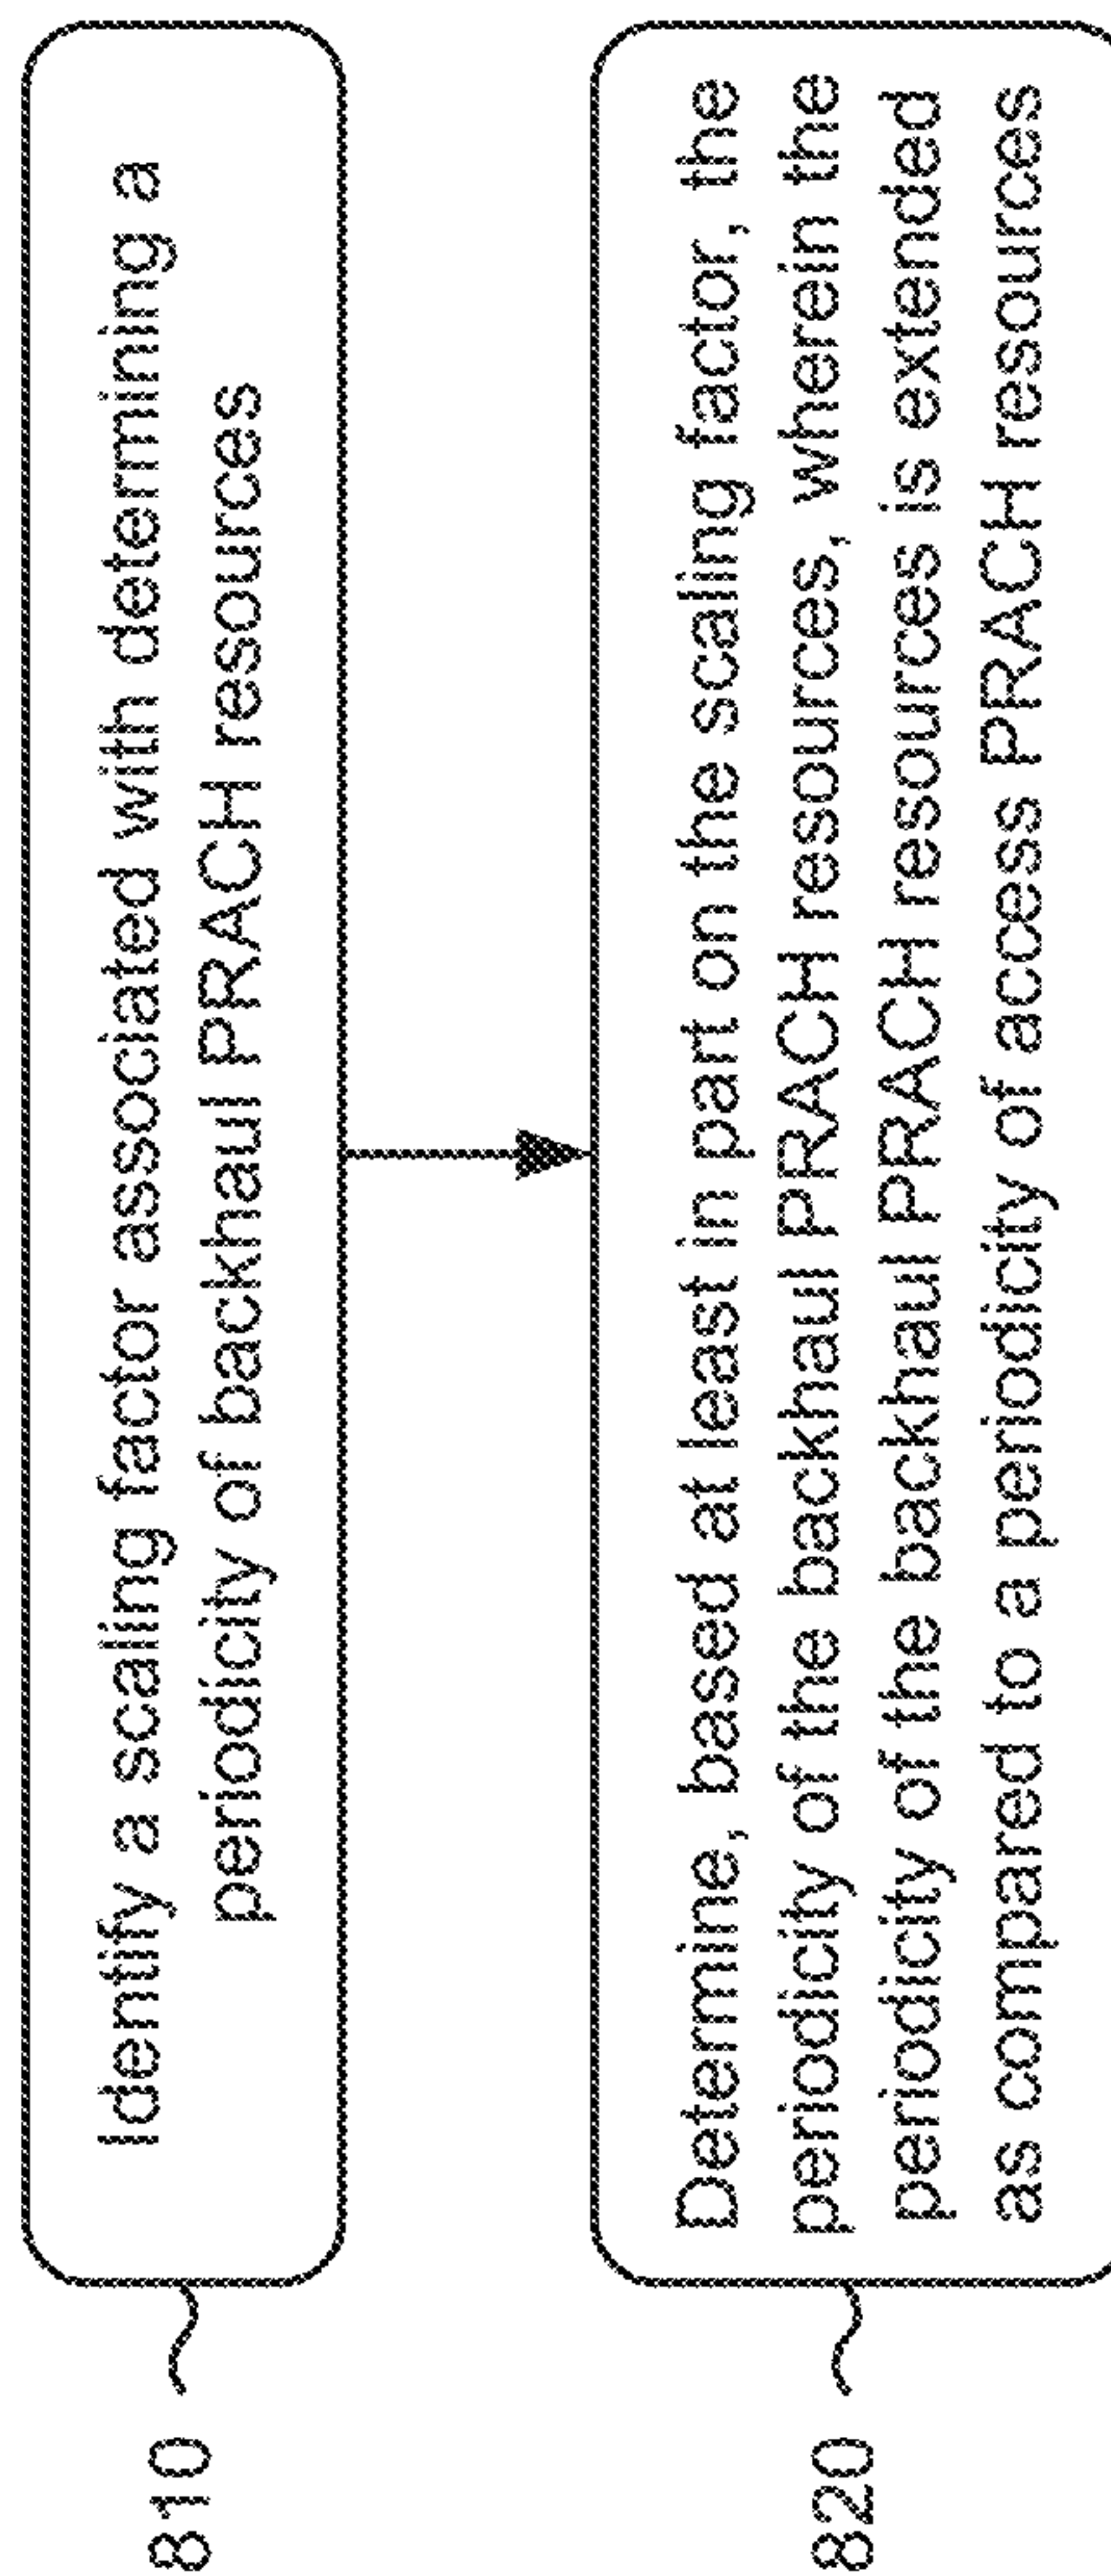 810
Identify a scaling factor associated with determining a
periodicity of backhaul PRACH resources
820
Determine, based at least in part on the scaling factor, the
periodicity of the backhaul PRACH resources, wherein the
periodicity of the backhaul PRACH resources is extended
as compared to a periodicity of access PRACH resources